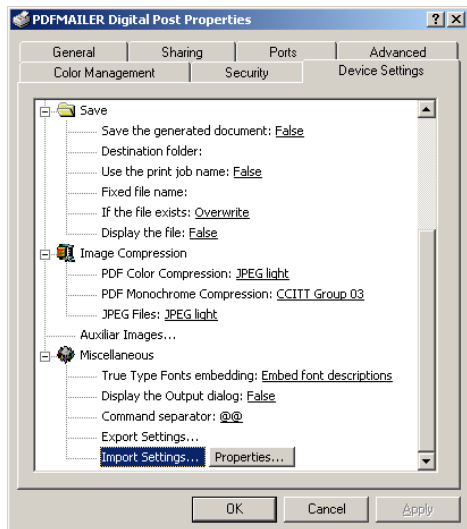 PDFMAILER Digital Post Properties
General Sharing Ports Advanced
Color Management Security Device Settings
Save
Save the generated document: False
Destination folder:
Use the print job name: False
Fixed file name:
If the file exists: Overwrite
Display the file: False
Image Compression
PDF Color Compression: JPEG light
PDF Monochrome Compression: CCITT Group 03
JPEG Files: JPEG light
Auxiliar Images...
Miscellaneous
True Type Fonts embedding: Embed font descriptions
Display the Output dialog: False
Command separator: @@
Export Settings...
Import Settings... Properties...
OK Cancel Apply